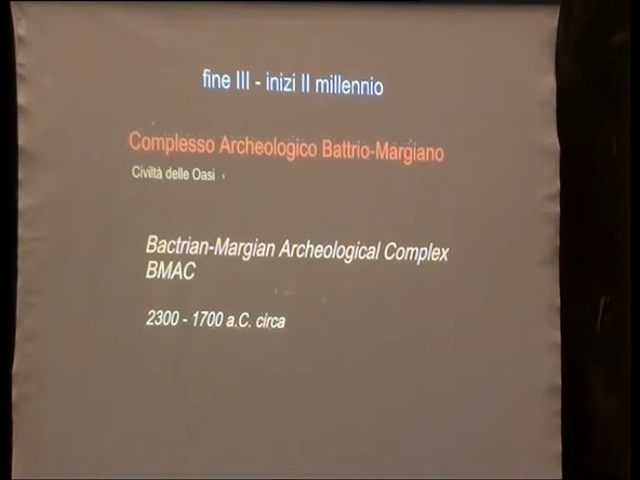 fine III - inizi II millennio
Complesso Archeologico Battrio-Margiano
Civiltà delle Oasi
Bactrian-Margian Archeological Complex
BMAC
2300 - 1700 a.C. circa